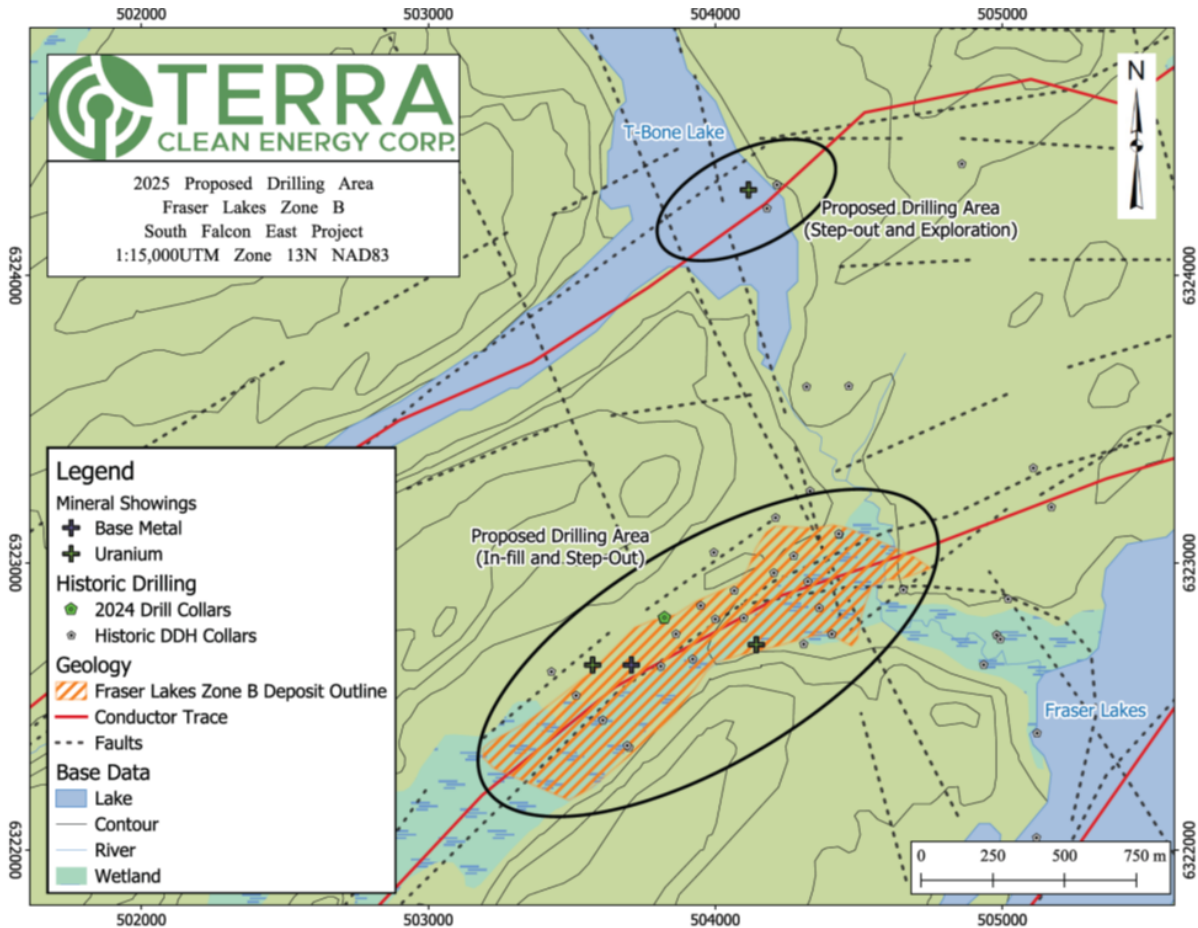 502000 503000 504000 505000
TERRA
CLEAN ENERGY CORP.
2025 Proposed Drilling Area
Fraser Lakes Zone B
South Falcon East Project
1:15,000UTM Zone 13N NAD83
N
T-Bone Lake
Proposed Drilling Area
(Step-out and Exploration)
6324000 6324000
Legend
Mineral Showings
Base Metal
Uranium
Historic Drilling
2024 Drill Collars
Historic DDH Collars
Geology
Fraser Lakes Zone B Deposit Outline
Conductor Trace
Faults
Base Data
Lake
Contour
River
Wetland
Proposed Drilling Area
(In-fill and Step-Out)
6323000 6323000
Fraser Lakes
6322000 6322000
0 250 500 750 m
502000 503000 504000 505000